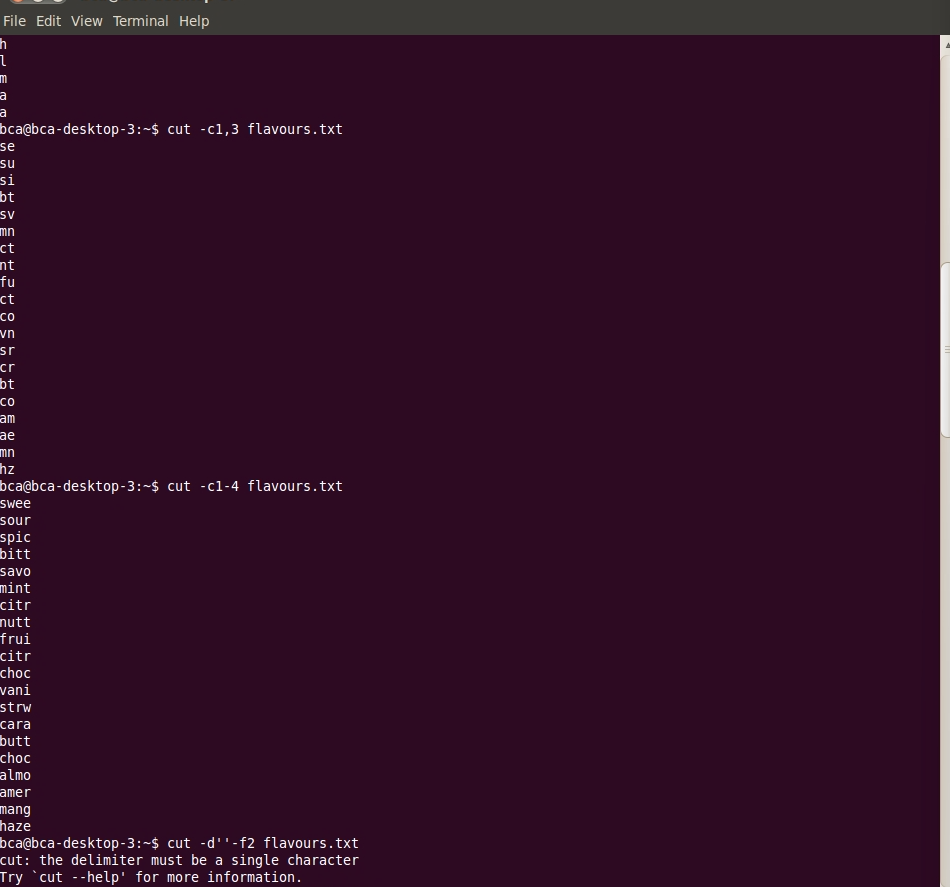 File Edit View Terminal Help
h
l
m
a
a
bca@bca-desktop-3:~$ cut -c1,3 flavours.txt
se
su
si
bt
sv
mn
ct
nt
fu
ct
co
vn
sr
cr
bt
co
am
ae
mn
hz
bca@bca-desktop-3:~$ cut -c1-4 flavours.txt
swee
sour
spic
bitt
savo
mint
citr
nutt
frui
citr
choc
vani
strw
cara
butt
choc
almo
amer
mang
haze
bca@bca-desktop-3:~$ cut -d''-f2 flavours.txt
cut: the delimiter must be a single character
Try `cut --help' for more information.